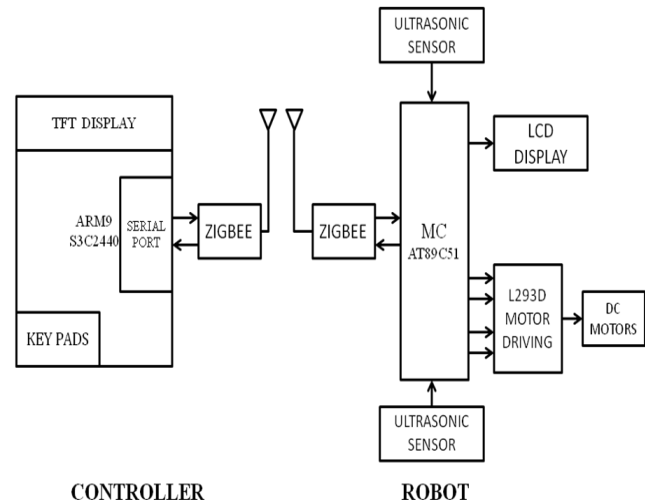 ULTRASONIC
SENSOR
TFT DISPLAY
LCD
DISPLAY
ARM9
S3C2440
SERIAL
PORT
ZIGBEE
ZIGBEE
MC
AT89C51
L293D
MOTOR
DRIVING
DC
MOTORS
KEY PADS
ULTRASONIC
SENSOR
CONTROLLER
ROBOT